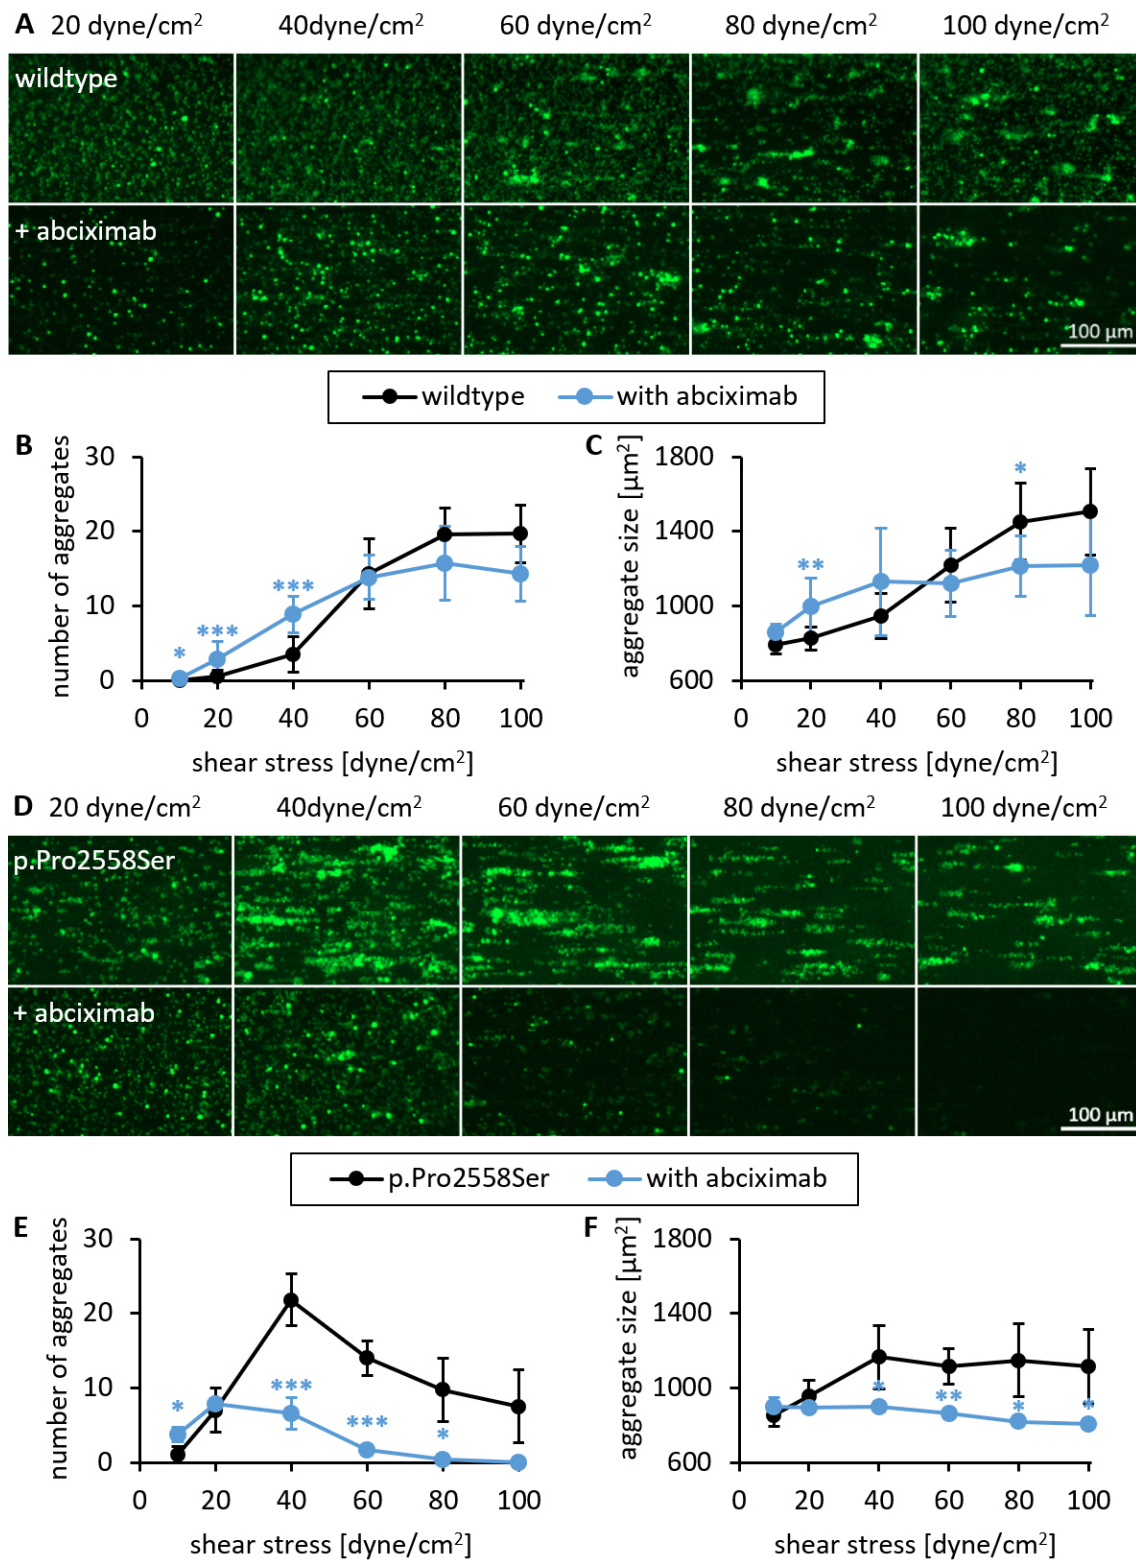 A 20 dyne/cm² 40dyne/cm² 60 dyne/cm² 80 dyne/cm² 100 dyne/cm²
wildtype
+ abciximab
100 µm
wildtype with abciximab
B
number of aggregates
30
20
10
0
* *** ***
0 20 40 60 80 100
shear stress [dyne/cm²]
C
aggregate size [µm²]
1800
1400
1000
600
** *
0 20 40 60 80 100
shear stress [dyne/cm²]
D 20 dyne/cm² 40dyne/cm² 60 dyne/cm² 80 dyne/cm² 100 dyne/cm²
p.Pro2558Ser
+ abciximab
100 µm
p.Pro2558Ser with abciximab
E
number of aggregates
30
20
10
0
* *** *** *
0 20 40 60 80 100
shear stress [dyne/cm²]
F
aggregate size [µm²]
1800
1400
1000
600
* ** * *
0 20 40 60 80 100
shear stress [dyne/cm²]